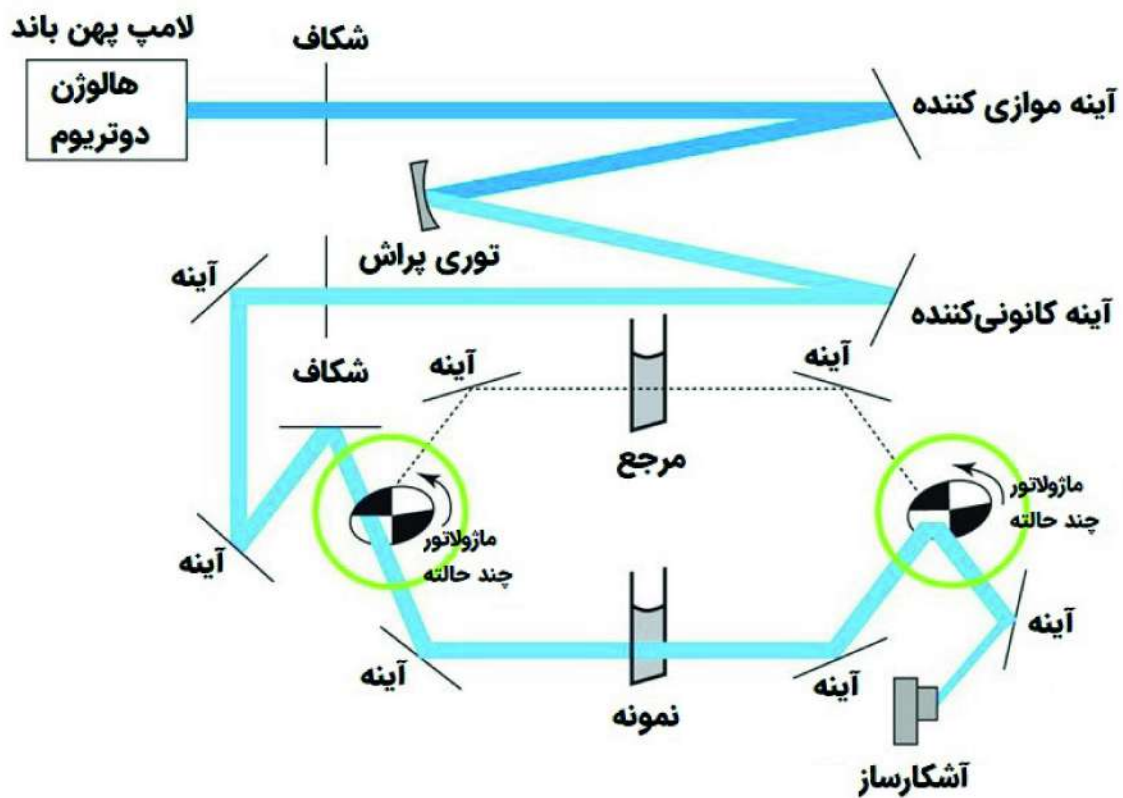 لامپ پهن باند
هالوژن
دوتریوم
شکاف
آینه موازی کننده
توری پراش
آینه
آینه کانونی‌کننده
شکاف
آینه
آینه
مرجع
ماژولاتور
چند حالته
ماژولاتور
چند حالته
آینه
آینه
آینه
آینه
نمونه
آشکارساز